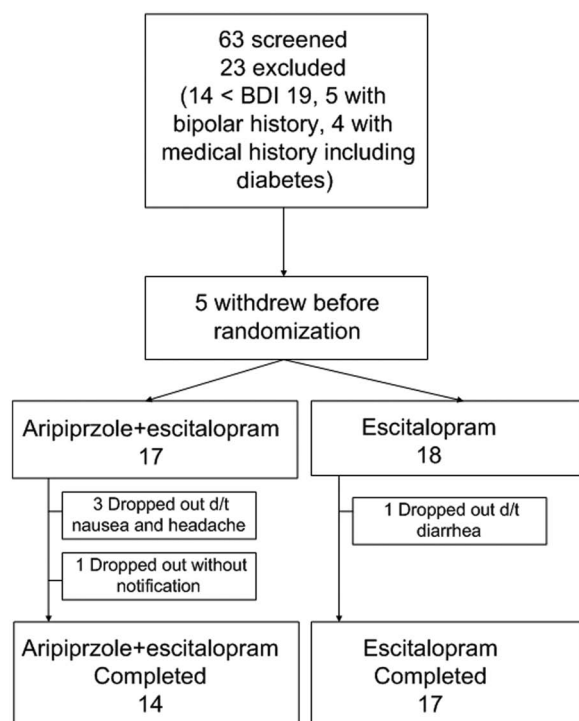 63 screened
23 excluded
(14 < BDI 19, 5 with
bipolar history, 4 with
medical history including
diabetes)
5 withdrew before
randomization
Aripiprzole+escitalopram
17
Escitalopram
18
3 Dropped out d/t
nausea and headache
1 Dropped out d/t
diarrhea
1 Dropped out without
notification
Aripiprzole+escitalopram
Completed
14
Escitalopram
Completed
17